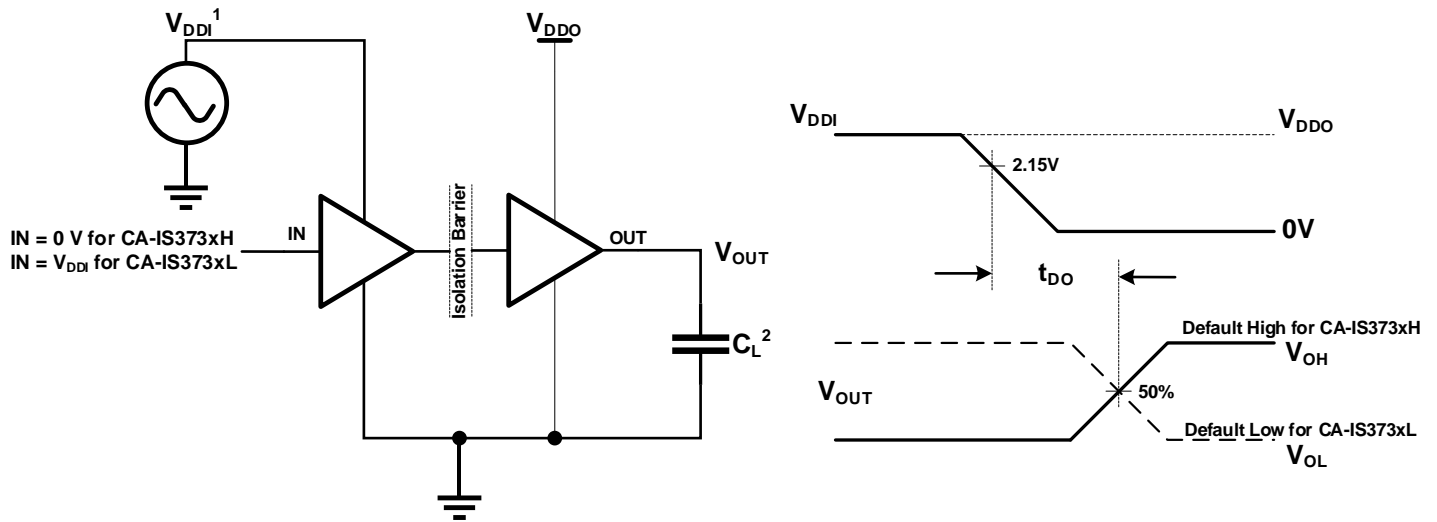 VDDI1
VDDO
IN = 0 V for CA-IS373xH
IN = VDDI for CA-IS373xL
IN
Isolation Barrier
OUT
VOUT
CL2
VDDI
VDDO
2.15V
0V
tDO
Default High for CA-IS373xH
VOH
VOUT
50%
Default Low for CA-IS373xL
VOL